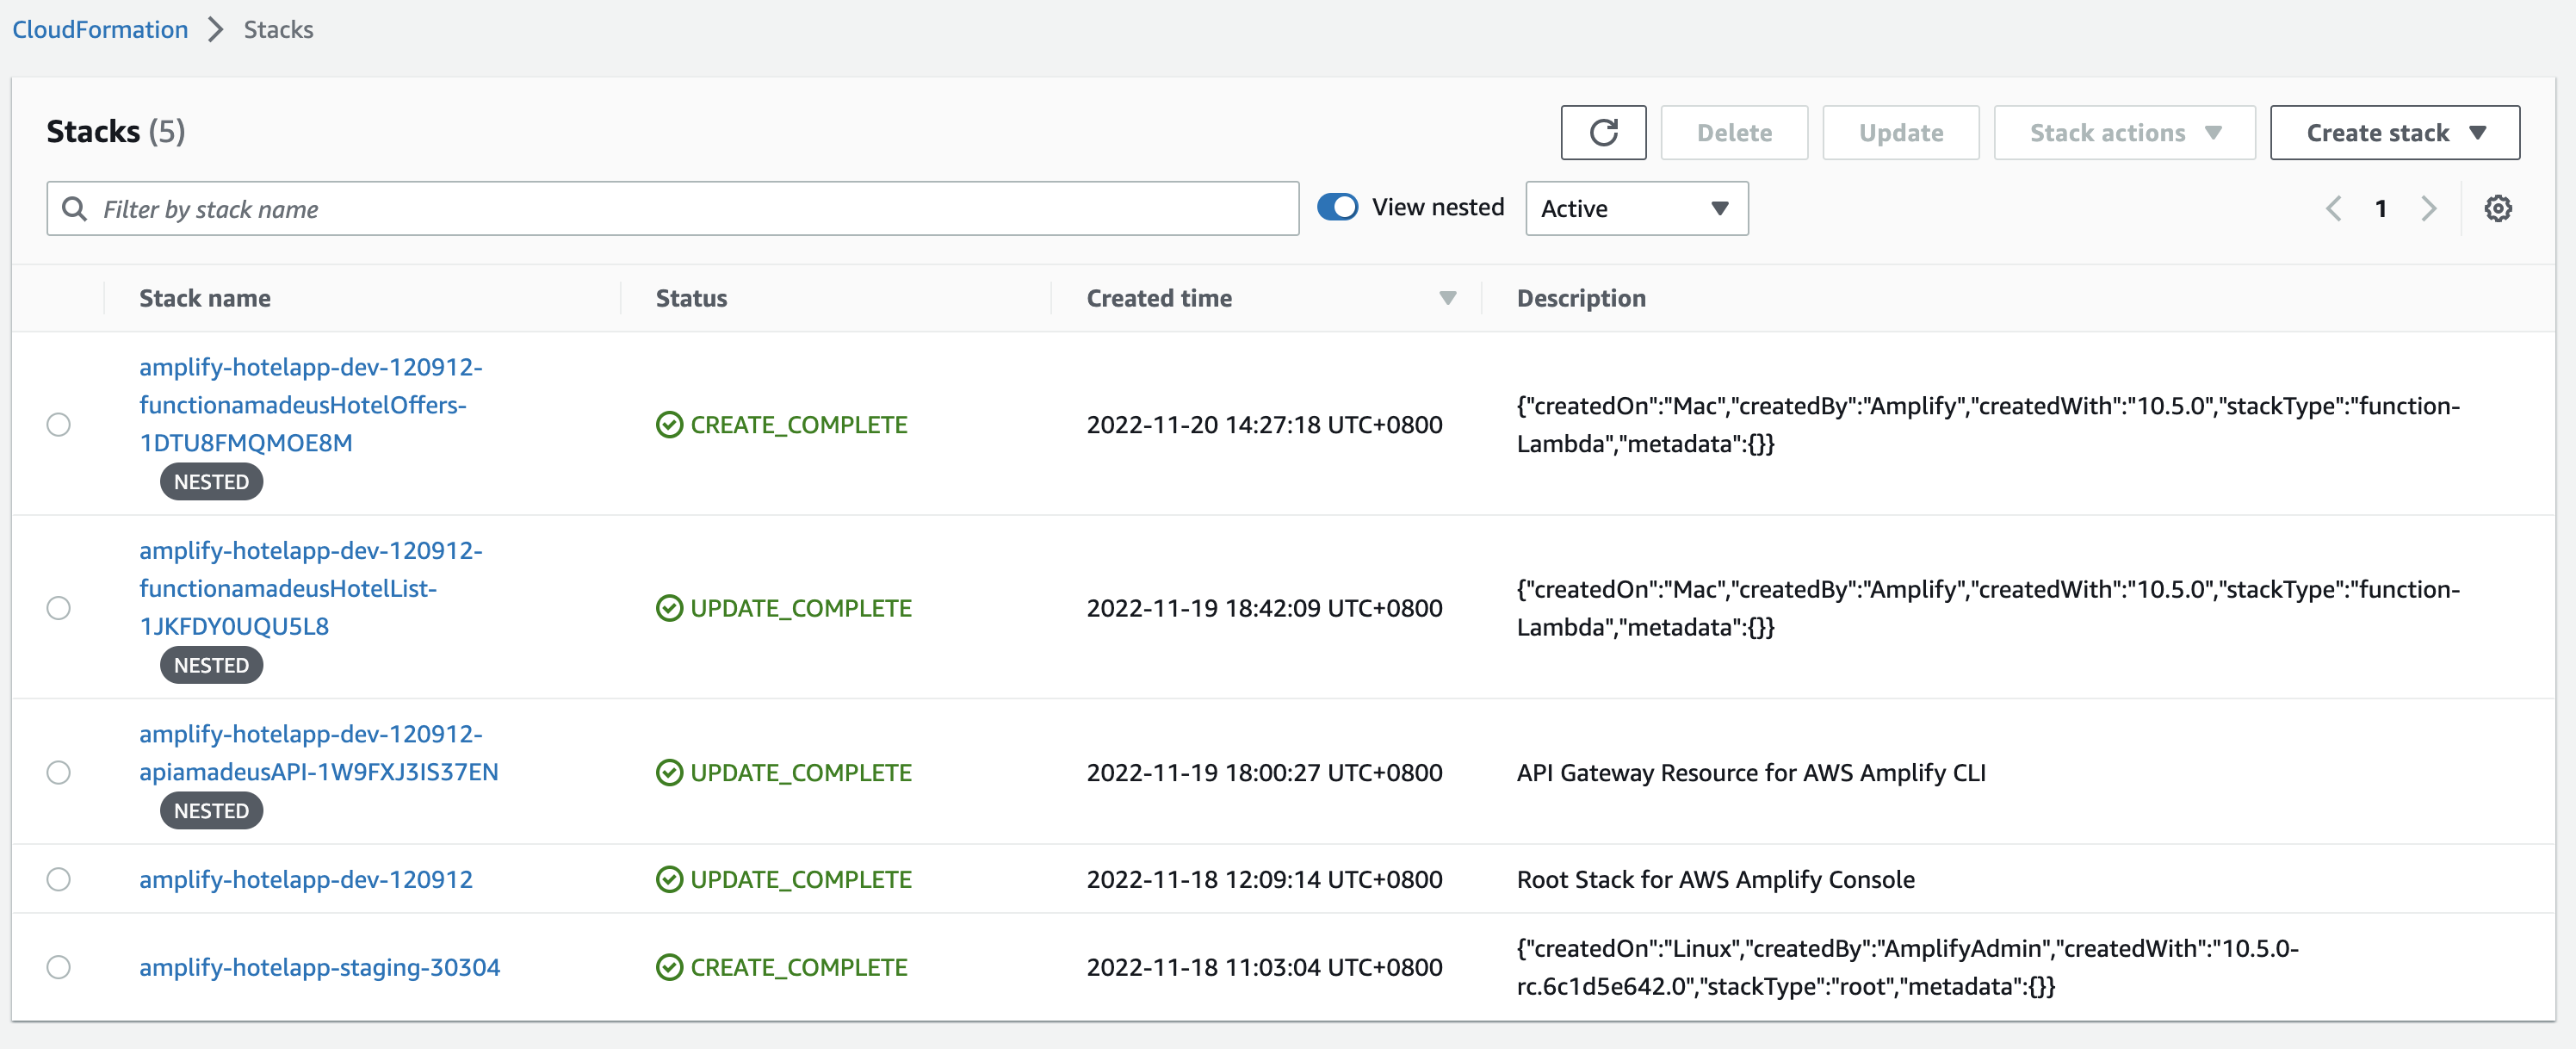 CloudFormation > Stacks
Stacks (5)
Delete
Update
Stack actions
Create stack
Filter by stack name
View nested
Active
1
Stack name
Status
Created time
Description
amplify-hotelapp-dev-120912-
functionamadeusHotelOffers-
1DTU8FMQMOE8M
NESTED
CREATE_COMPLETE
2022-11-20 14:27:18 UTC+0800
{"createdOn":"Mac","createdBy":"Amplify","createdWith":"10.5.0","stackType":"function-
Lambda","metadata":{}}
amplify-hotelapp-dev-120912-
functionamadeusHotelList-
1JKFDY0UQU5L8
NESTED
UPDATE_COMPLETE
2022-11-19 18:42:09 UTC+0800
{"createdOn":"Mac","createdBy":"Amplify","createdWith":"10.5.0","stackType":"function-
Lambda","metadata":{}}
amplify-hotelapp-dev-120912-
apiamadeusAPI-1W9FXJ3IS37EN
NESTED
UPDATE_COMPLETE
2022-11-19 18:00:27 UTC+0800
API Gateway Resource for AWS Amplify CLI
amplify-hotelapp-dev-120912
UPDATE_COMPLETE
2022-11-18 12:09:14 UTC+0800
Root Stack for AWS Amplify Console
amplify-hotelapp-staging-30304
CREATE_COMPLETE
2022-11-18 11:03:04 UTC+0800
{"createdOn":"Linux","createdBy":"AmplifyAdmin","createdWith":"10.5.0-
rc.6c1d5e642.0","stackType":"root","metadata":{}}